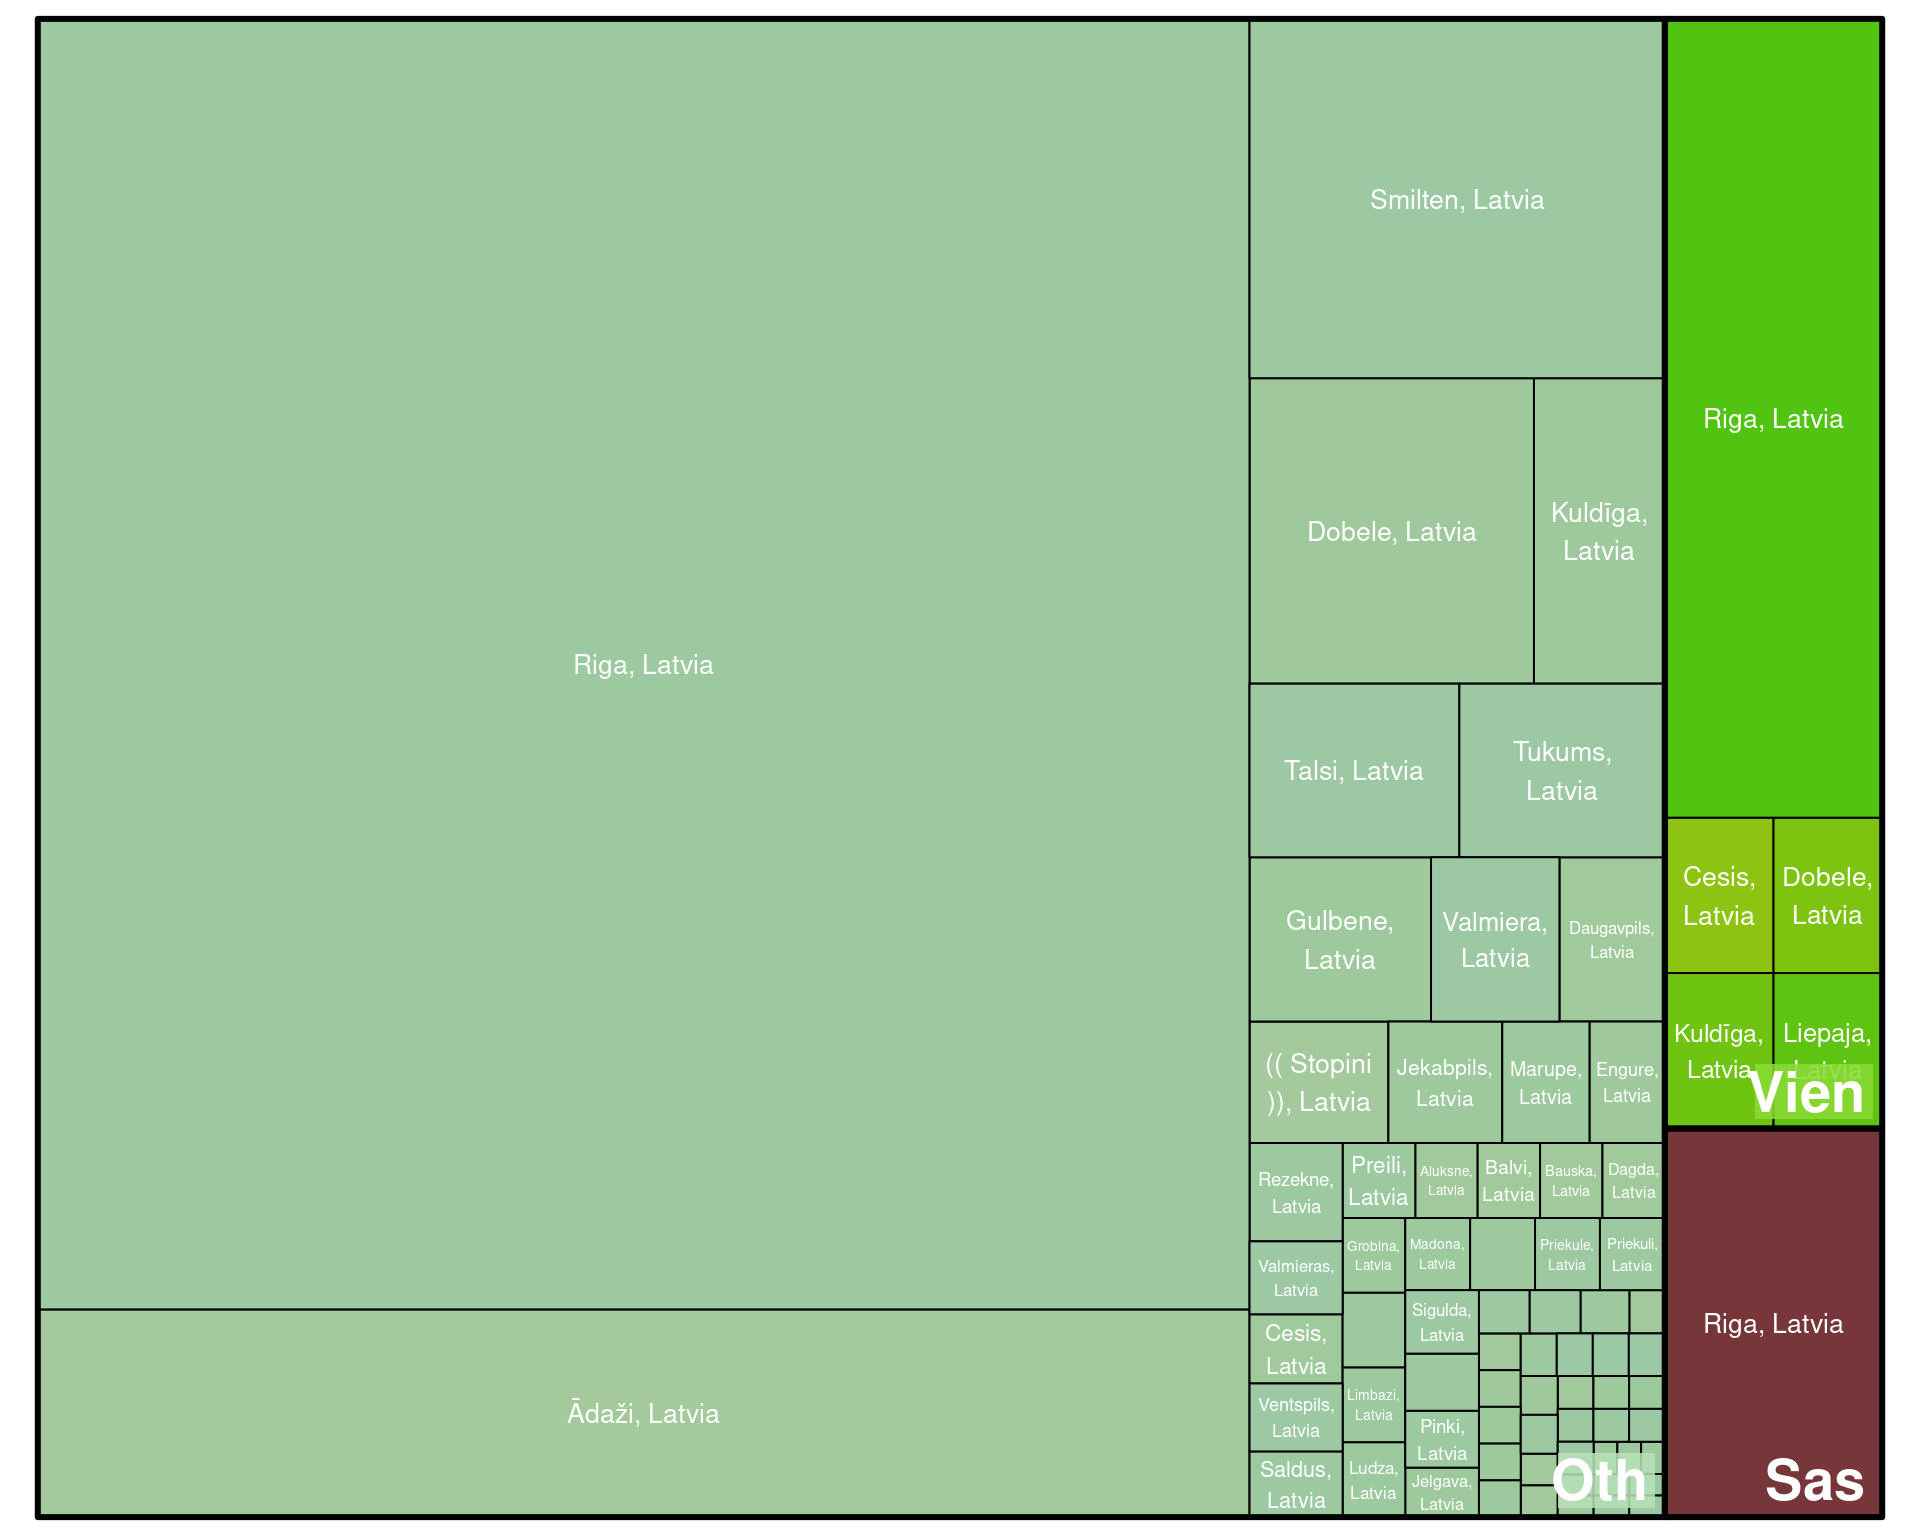 Riga, Latvia
Ādaži, Latvia
Smilten, Latvia
Dobele, Latvia
Kuldīga,
Latvia
Talsi, Latvia
Tukums,
Latvia
Gulbene,
Latvia
Valmiera,
Latvia
Daugavpils,
Latvia
(( Stopini
)), Latvia
Jekabpils,
Latvia
Marupe,
Latvia
Engure,
Latvia
Rezekne,
Latvia
Valmieras,
Latvia
Cesis,
Latvia
Ventspils,
Latvia
Saldus,
Latvia
Preili,
Latvia
Aluksne,
Latvia
Balvi,
Latvia
Bauska,
Latvia
Dagda,
Latvia
Grobina,
Latvia
Madona,
Latvia
Priekule,
Latvia
Priekuli,
Latvia
Limbazi,
Latvia
Ludza,
Latvia
Sigulda,
Latvia
Pinki,
Latvia
Jelgava,
Latvia
Oth
Riga, Latvia
Cesis,
Latvia
Dobele,
Latvia
Kuldīga,
Latvia
Liepaja,
Latvia
Vien
Riga, Latvia
Sas